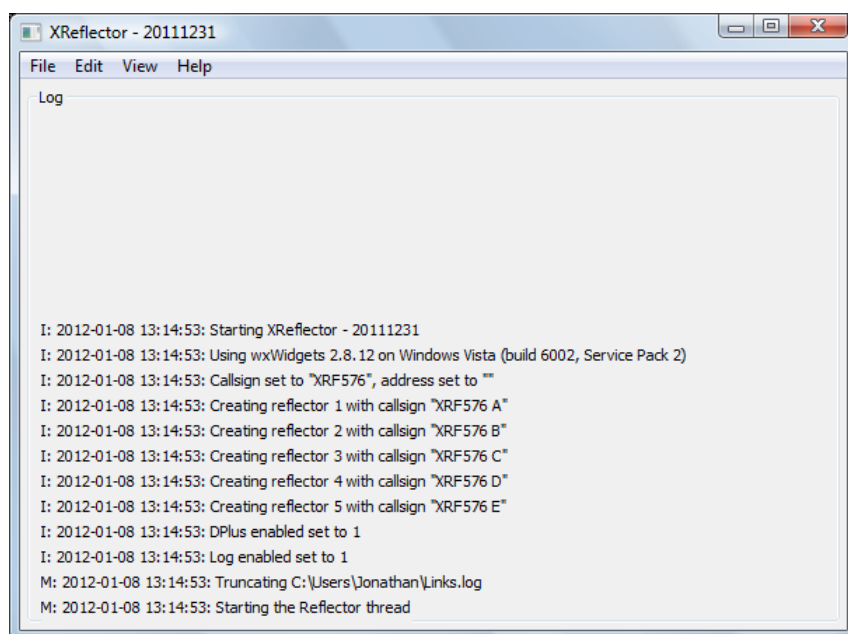 XReflector - 20111231
File Edit View Help
Log
I: 2012-01-08 13:14:53: Starting XReflector - 20111231
I: 2012-01-08 13:14:53: Using wxWidgets 2.8.12 on Windows Vista (build 6002, Service Pack 2)
I: 2012-01-08 13:14:53: Callsign set to "XRF576", address set to ""
I: 2012-01-08 13:14:53: Creating reflector 1 with callsign "XRF576 A"
I: 2012-01-08 13:14:53: Creating reflector 2 with callsign "XRF576 B"
I: 2012-01-08 13:14:53: Creating reflector 3 with callsign "XRF576 C"
I: 2012-01-08 13:14:53: Creating reflector 4 with callsign "XRF576 D"
I: 2012-01-08 13:14:53: Creating reflector 5 with callsign "XRF576 E"
I: 2012-01-08 13:14:53: DPlus enabled set to 1
I: 2012-01-08 13:14:53: Log enabled set to 1
M: 2012-01-08 13:14:53: Truncating C:\Users\Jonathan\Links.log
M: 2012-01-08 13:14:53: Starting the Reflector thread